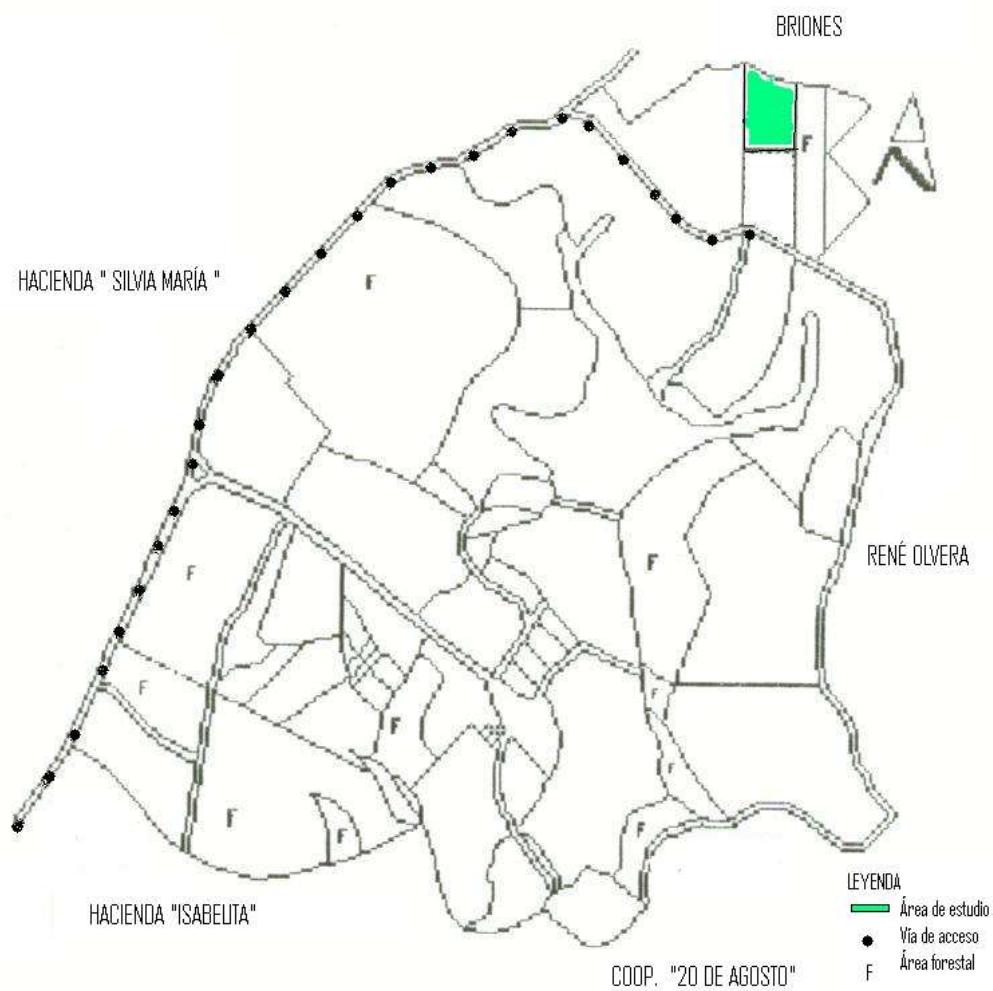 BRIONES
F
HACIENDA " SILVIA MARÍA "
F
RENÉ OLVERA
F
F
F
F
F
F
F
F
F
LEYENDA
Área de estudio
Vía de acceso
F Área forestal
HACIENDA "ISABELITA"
COOP. "20 DE AGOSTO"